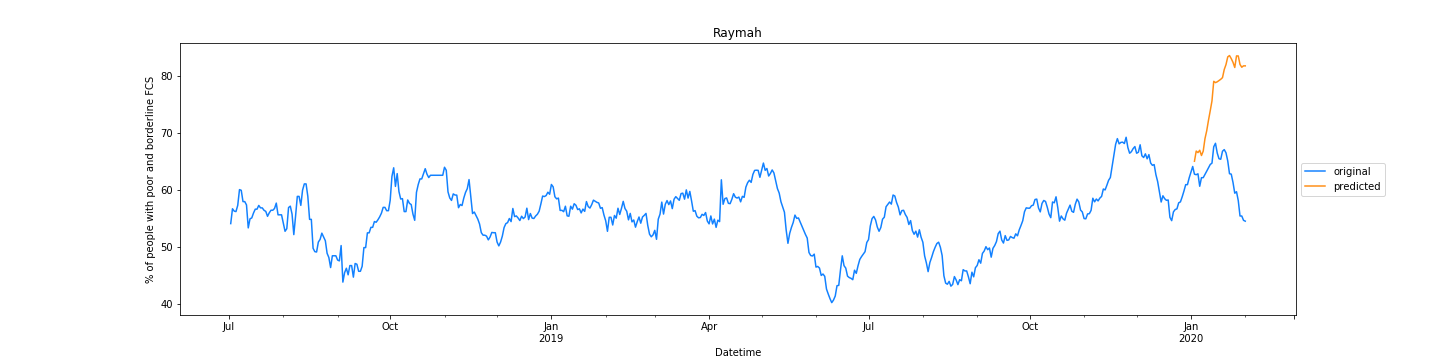 Raymah
% of people with poor and borderline FCS
80
70
60
50
40
Jul
Oct
Jan
2019
Apr
Jul
Oct
Jan
2020
Datetime
original
predicted